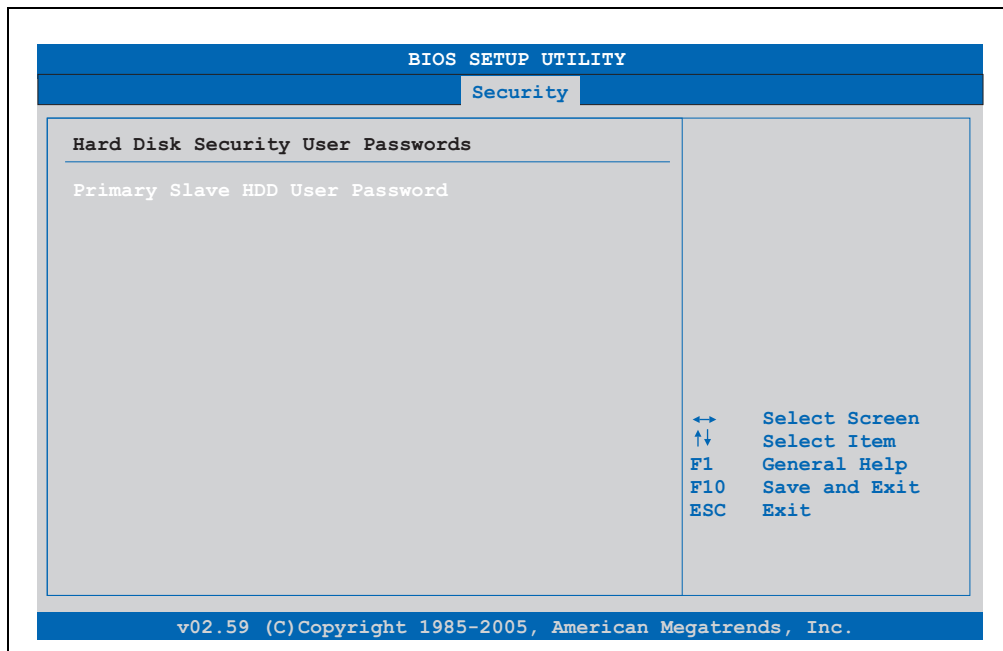 BIOS SETUP UTILITY
Security
Hard Disk Security User Passwords
Primary Slave HDD User Password
↔ Select Screen
↑↓ Select Item
F1 General Help
F10 Save and Exit
ESC Exit
v02.59 (C)Copyright 1985-2005, American Megatrends, Inc.